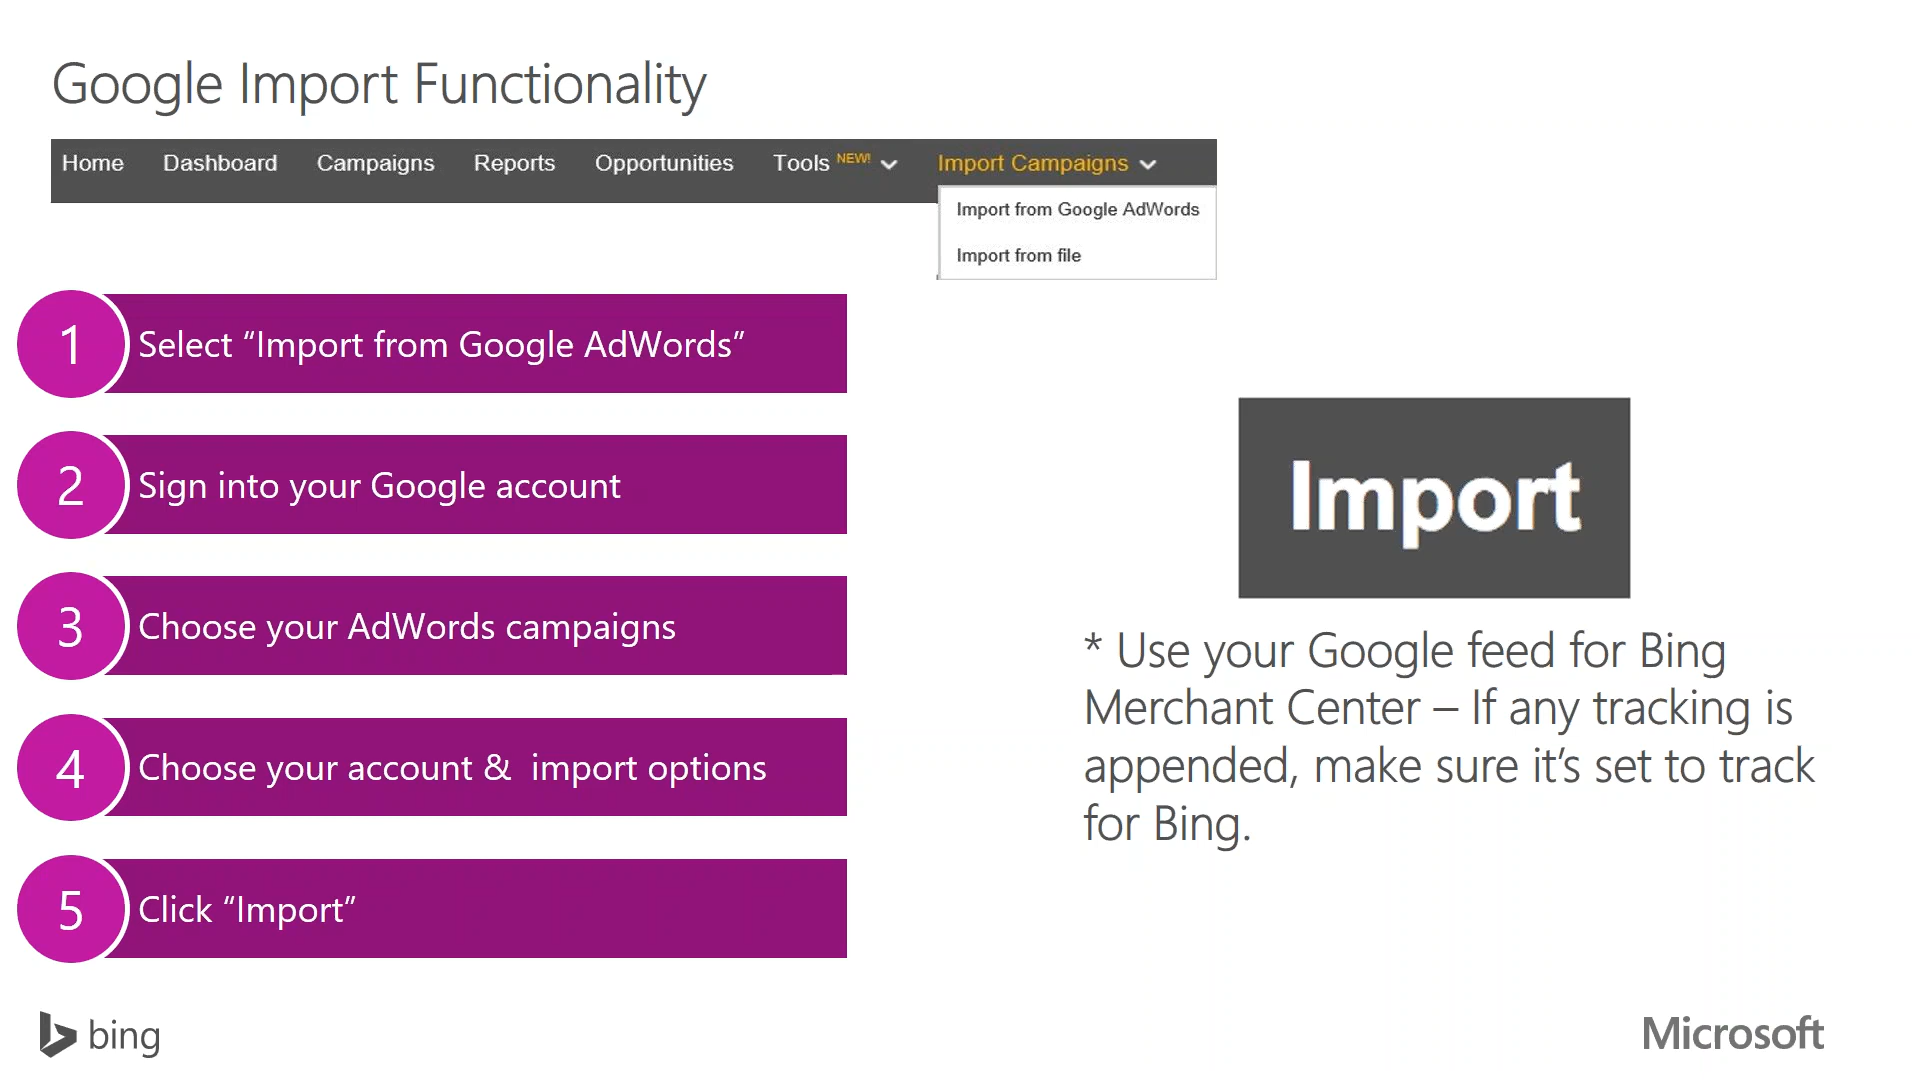 Google Import Functionality
Home Dashboard Campaigns Reports Opportunities Tools NEW! Import Campaigns
Import from Google AdWords
Import from file
1 Select “Import from Google AdWords”
2 Sign into your Google account
3 Choose your AdWords campaigns
4 Choose your account & import options
5 Click “Import”
Import
* Use your Google feed for Bing
Merchant Center – If any tracking is
appended, make sure it’s set to track
for Bing.
bing
Microsoft